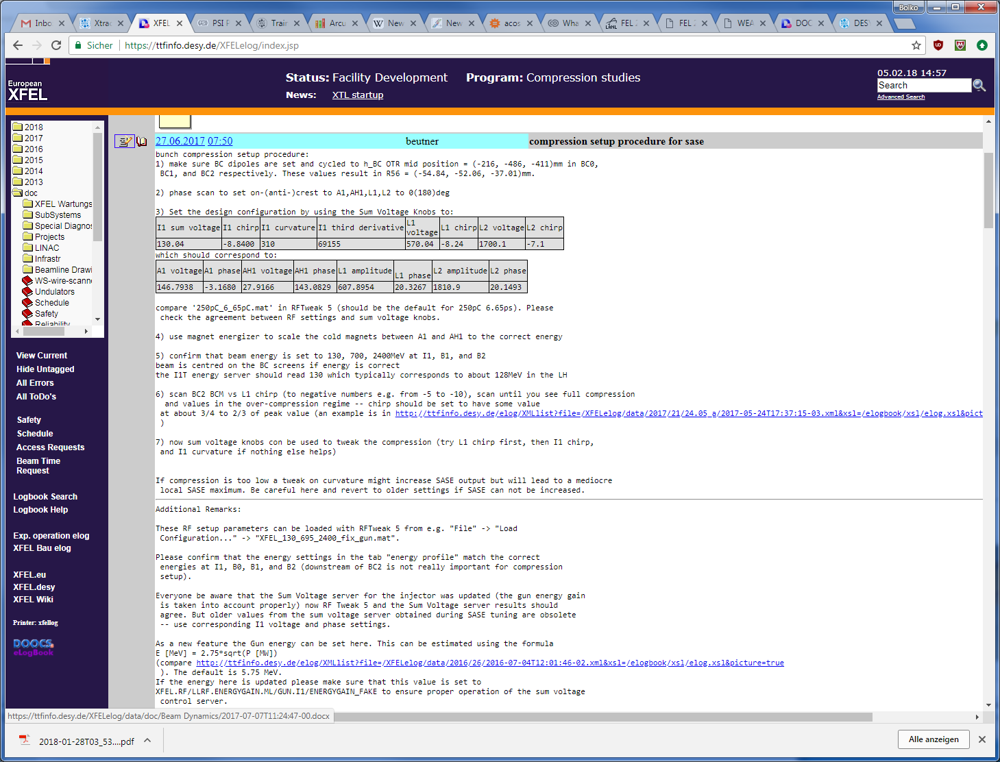 Bolko
Inbo
Xtrac
XFEL
PSI F
Train
Arcu
New
New
acos
Wha
FEL 2
FEL 2
WEA
DOC
DESY
Sicher
https://ttfinfo.desy.de/XFELelog/index.jsp
European
XFEL
Status: Facility Development
Program: Compression studies
News: XTL startup
05.02.18 14:57
Search
Advanced Search
2018
2017
2016
2015
2014
2013
doc
XFEL Wartungs
SubSystems
Special Diagnos
Projects
LINAC
Infrastr
Beamline Drawi
WS-wire-scann
Undulators
Schedule
Safety
Reliability
View Current
Hide Untagged
All Errors
All ToDo's
Safety
Schedule
Access Requests
Beam Time
Request
Logbook Search
Logbook Help
Exp. operation elog
XFEL Bau elog
XFEL.eu
XFEL.desy
XFEL Wiki
Printer: xfellog
DOOCS
eLogBook
27.06.2017 07:50 beutner compression setup procedure for sase
bunch compression setup procedure:
1) make sure BC dipoles are set and cycled to h_BC OTR mid position = (-216, -486, -411)mm in BC0,
BC1, and BC2 respectively. These values result in R56 = (-54.84, -52.06, -37.01)mm.
2) phase scan to set on-(anti-)crest to A1,AH1,L1,L2 to 0(180)deg
3) Set the design configuration by using the Sum Voltage Knobs to:
I1 sum voltage I1 chirp I1 curvature I1 third derivative L1 voltage L1 chirp L2 voltage L2 chirp
130.04 -8.8400 310 69155 570.04 -8.24 1700.1 -7.1
which should correspond to:
A1 voltage A1 phase AH1 voltage AH1 phase L1 amplitude L1 phase L2 amplitude L2 phase
146.7938 -3.1680 27.9166 143.0829 607.8954 20.3267 1810.9 20.1493
compare '250pC_6_65pC.mat' in RFTweak 5 (should be the default for 250pC 6.65ps). Please
check the agreement between RF settings and sum voltage knobs.
4) use magnet energizer to scale the cold magnets between A1 and AH1 to the correct energy
5) confirm that beam energy is set to 130, 700, 2400MeV at I1, B1, and B2
beam is centred on the BC screens if energy is correct
the I1T energy server should read 130 which typically corresponds to about 128MeV in the LH
6) scan BC2 BCM vs L1 chirp (to negative numbers e.g. from -5 to -10), scan until you see full compression
and values in the over-compression regime -- chirp should be set to have some value
at about 3/4 to 2/3 of peak value (an example is in http://ttfinfo.desy.de/elog/XMLlist?file=/XFELelog/data/2017/21/24.05_a/2017-05-24T17:37:15-03.xml&xsl=/elogbook/xsl/elog.xsl&pict
)
7) now sum voltage knobs con be used to tweak the compression (try L1 chirp first, then I1 chirp,
and I1 curvature if nothing else helps)
If compression is too low a tweak on curvature might increase SASE output but will lead to a mediocre
local SASE maximum. Be careful here and revert to older settings if SASE can not be increased.
Additional Remarks:
These RF setup parameters can be loaded with RFTweak 5 from e.g. "File" -> "Load
Configuration..." -> "XFEL_130_695_2400_fix_gun.mat".
Please confirm that the energy settings in the tab "energy profile" match the correct
energies at I1, B0, B1, and B2 (downstream of BC2 is not really important for compression
setup).
Everyone be aware that the Sum Voltage server for the injector was updated (the gun energy gain
is taken into account properly) now RF Tweak 5 and the Sum Voltage server results should
agree. But older values from the sum voltage server obtained during SASE tuning are obsolete
-- use corresponding I1 voltage and phase settings.
As a new feature the Gun energy can be set here. This can be estimated using the formula
E [MeV] = 2.75*sqrt(P [MW])
(compare http://ttfinfo.desy.de/elog/XMLlist?file=/XFELelog/data/2016/26/2016-07-04T12:01:46-02.xml&xsl=/elogbook/xsl/elog.xsl&picture=true
). The default is 5.75 MeV.
If the energy here is updated please make sure that this value is set to
XFEL.RF/LLRF.ENERGYGAIN.ML/GUN.I1/ENERGYGAIN_FAKE to ensure proper operation of the sum voltage
control server.
https://ttfinfo.desy.de/XFELelog/data/doc/Beam Dynamics/2017-07-07T11:24:47-00.docx
2018-01-28T03_53....pdf
Alle anzeigen